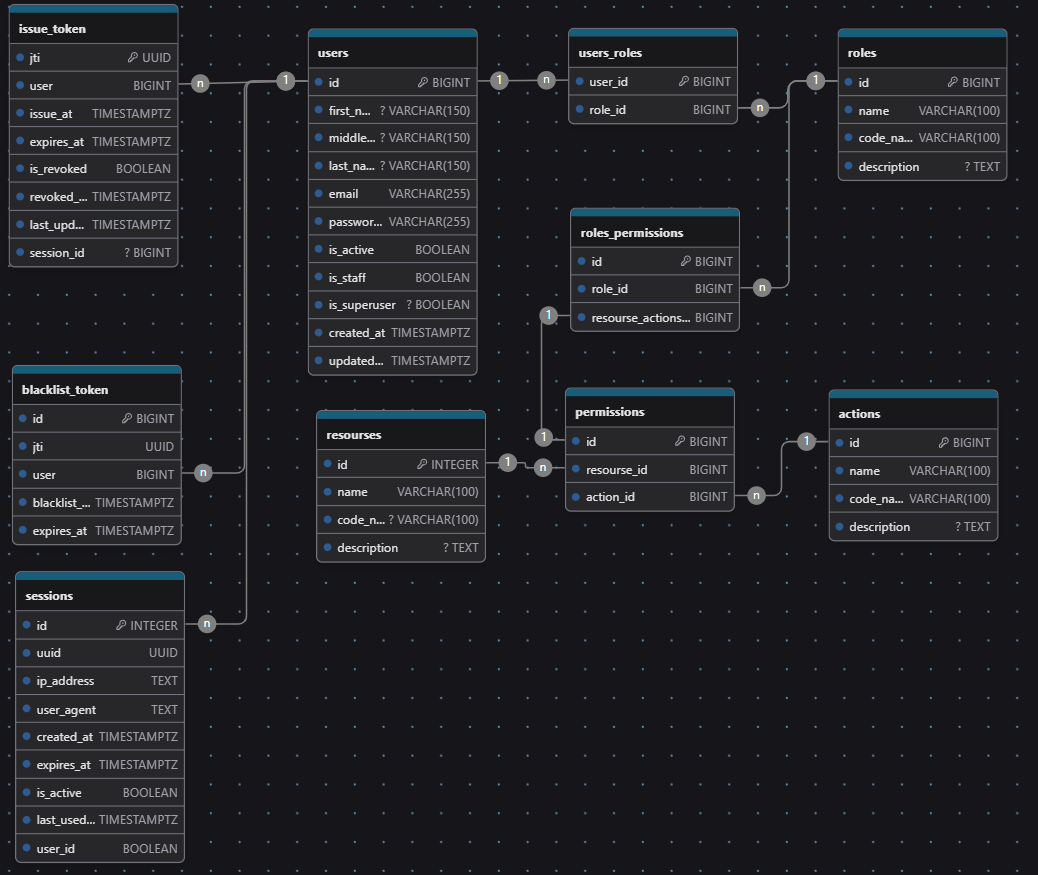 issue_token
jti UUID
user BIGINT
issue_at TIMESTAMPTZ
expires_at TIMESTAMPTZ
is_revoked BOOLEAN
revoked_... TIMESTAMPTZ
last_upd... TIMESTAMPTZ
session_id ? BIGINT
n
1
users
id BIGINT
first_n... ? VARCHAR(150)
middle... ? VARCHAR(150)
last_na... ? VARCHAR(150)
email VARCHAR(255)
passwor... VARCHAR(255)
is_active BOOLEAN
is_staff BOOLEAN
is_superuser ? BOOLEAN
created_at TIMESTAMPTZ
updated... TIMESTAMPTZ
1
n
users_roles
user_id BIGINT
role_id BIGINT
n
1
roles
id BIGINT
name VARCHAR(100)
code_na... VARCHAR(100)
description ? TEXT
roles_permissions
id BIGINT
role_id BIGINT
resourse_actions... BIGINT
n
1
blacklist_token
id BIGINT
jti UUID
user BIGINT
blacklist_... TIMESTAMPTZ
expires_at TIMESTAMPTZ
n
resourses
id INTEGER
name VARCHAR(100)
code_n... ? VARCHAR(100)
description ? TEXT
1
1
n
permissions
id BIGINT
resourse_id BIGINT
action_id BIGINT
n
1
actions
id BIGINT
name VARCHAR(100)
code_na... VARCHAR(100)
description ? TEXT
sessions
id INTEGER
uuid UUID
ip_address TEXT
user_agent TEXT
created_at TIMESTAMPTZ
expires_at TIMESTAMPTZ
is_active BOOLEAN
last_used... TIMESTAMPTZ
user_id BOOLEAN
n